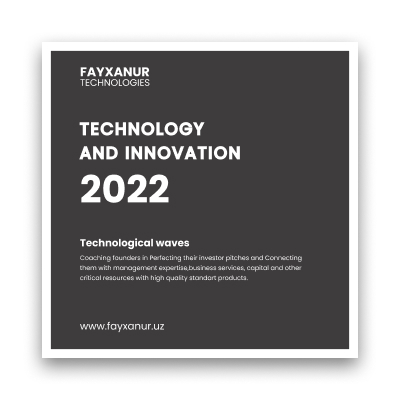 FAYXANUR
TECHNOLOGIES
TECHNOLOGY
AND INNOVATION
2022
Technological waves
Coaching founders in Perfecting their investor pitches and Connecting
them with management expertise,business services, capital and other
critical resources with high quality standart products.
www.fayxanur.uz